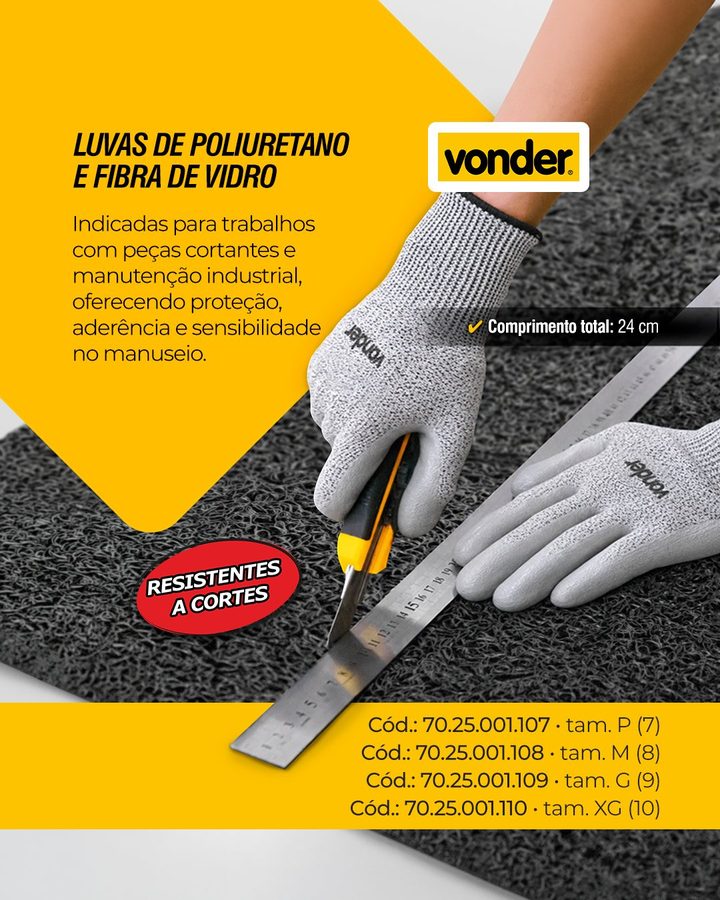 LUVAS DE POLIURETANO
E FIBRA DE VIDRO
vonder®
Indicadas para trabalhos
com peças cortantes e
manutenção industrial,
oferecendo proteção,
aderência e sensibilidade
no manuseio.
vonder
✔ Comprimento total: 24 cm
vonder
RESISTENTES
A CORTES
Cód.: 70.25.001.107 • tam. P (7)
Cód.: 70.25.001.108 • tam. M (8)
Cód.: 70.25.001.109 • tam. G (9)
Cód.: 70.25.001.110 • tam. XG (10)